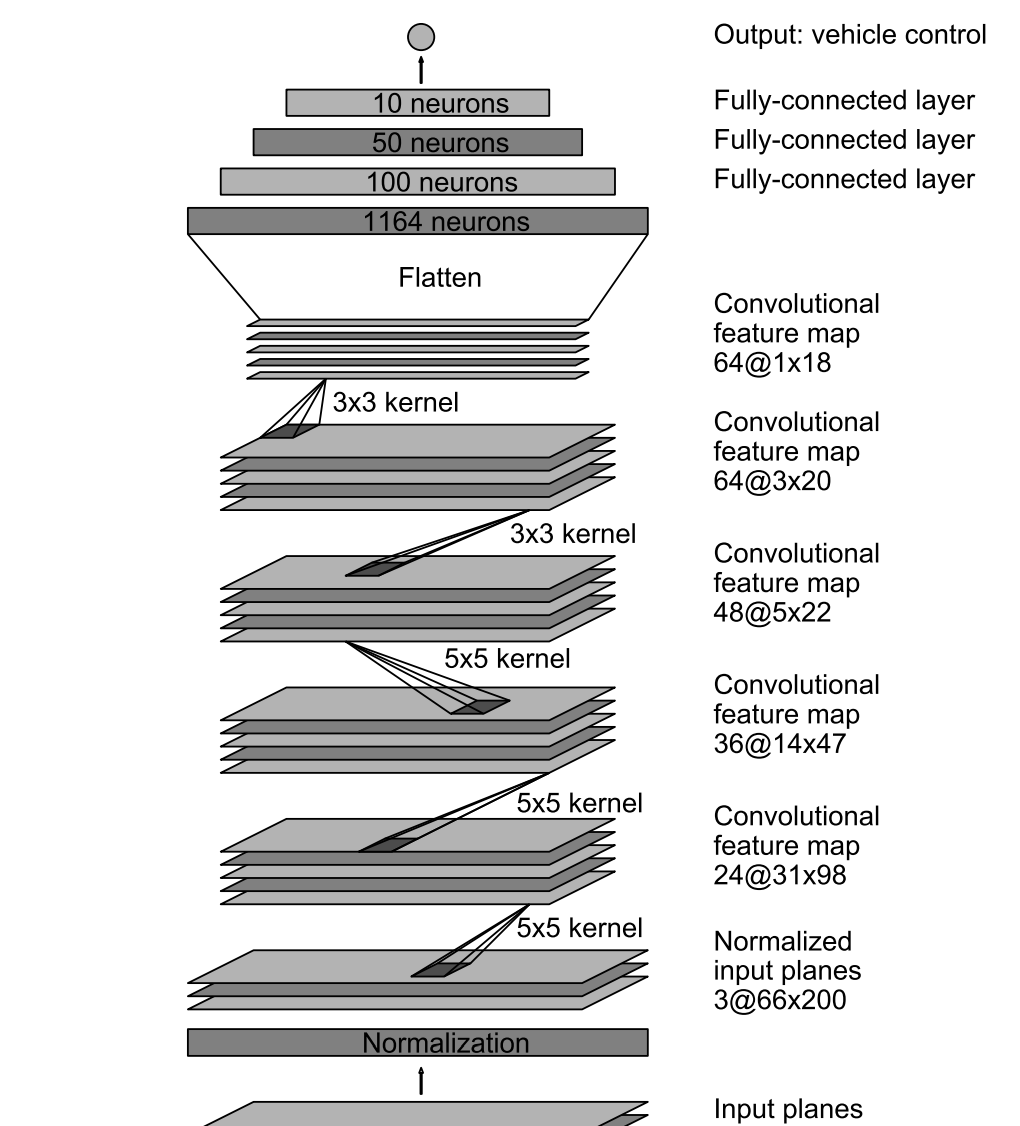 Output: vehicle control
10 neurons
Fully-connected layer
50 neurons
Fully-connected layer
100 neurons
Fully-connected layer
1164 neurons
Flatten
Convolutional
feature map
64@1x18
3x3 kernel
Convolutional
feature map
64@3x20
3x3 kernel
Convolutional
feature map
48@5x22
5x5 kernel
Convolutional
feature map
36@14x47
5x5 kernel
Convolutional
feature map
24@31x98
5x5 kernel
Normalized
input planes
3@66x200
Normalization
Input planes